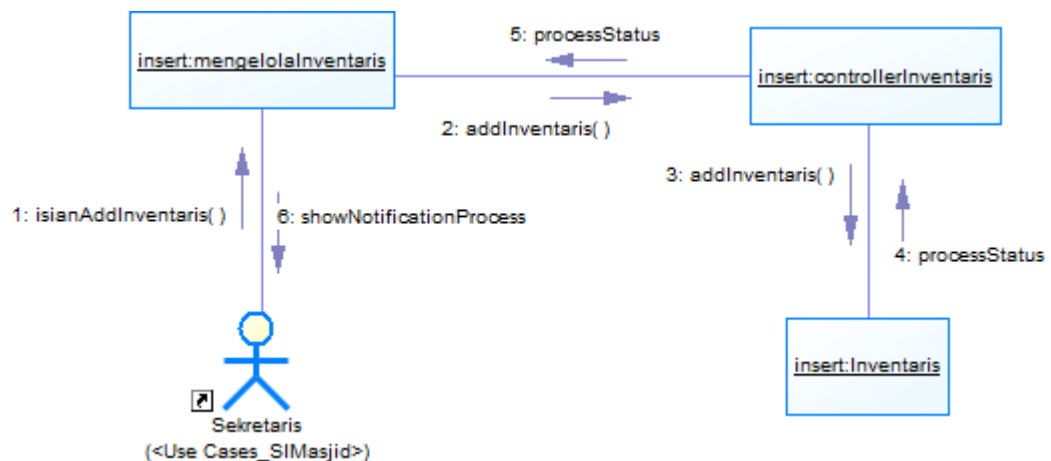 5: processStatus
insert:mengelolaInventaris
insert:controllerInventaris
2: addInventaris( )
3: addInventaris( )
1: isianAddInventaris( )
6: showNotificationProcess
4: processStatus
insert:Inventaris
Sekretaris
(<Use Cases_SIMasjid>)